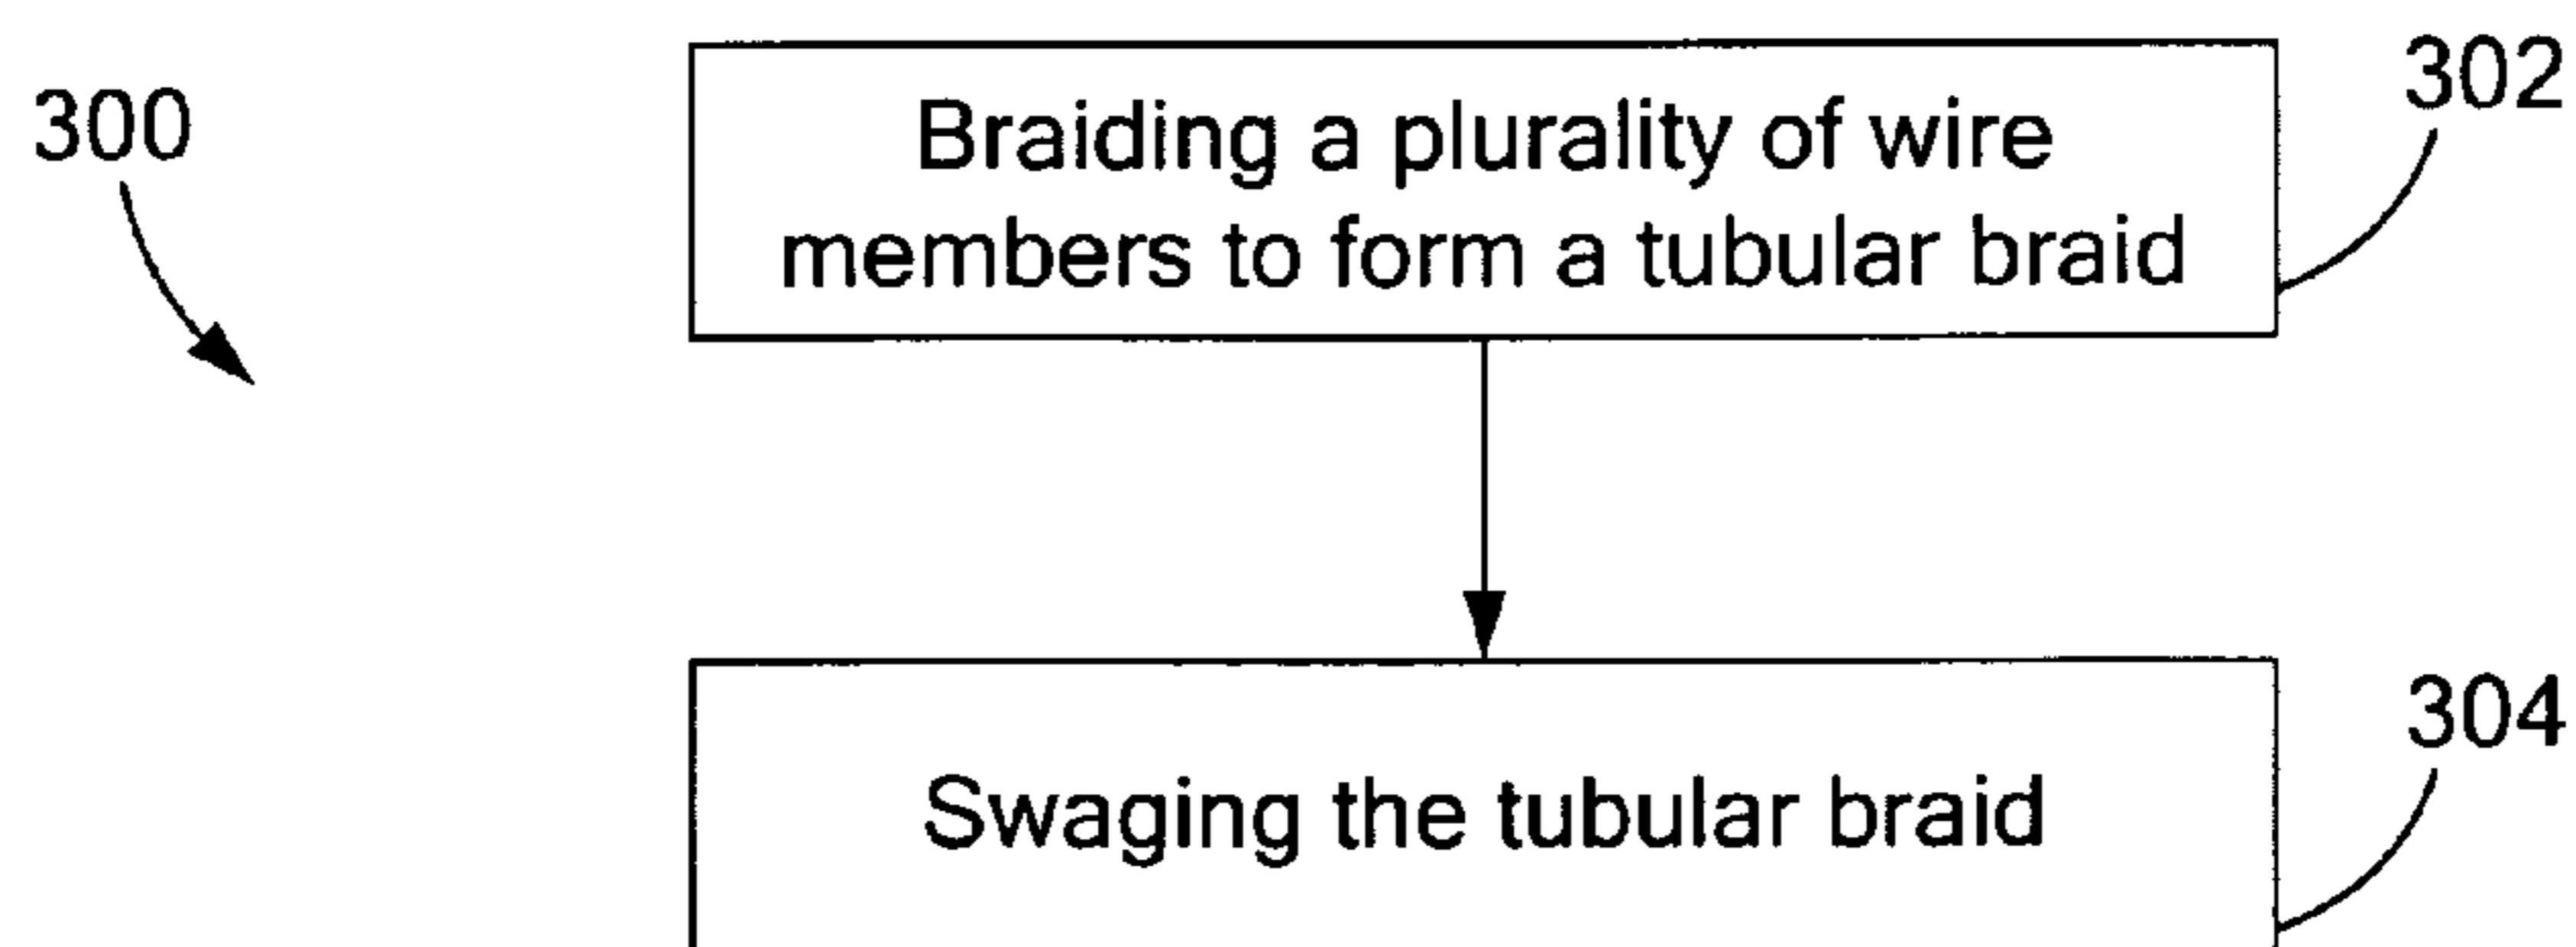 300
302
Braiding a plurality of wire
members to form a tubular braid
304
Swaging the tubular braid